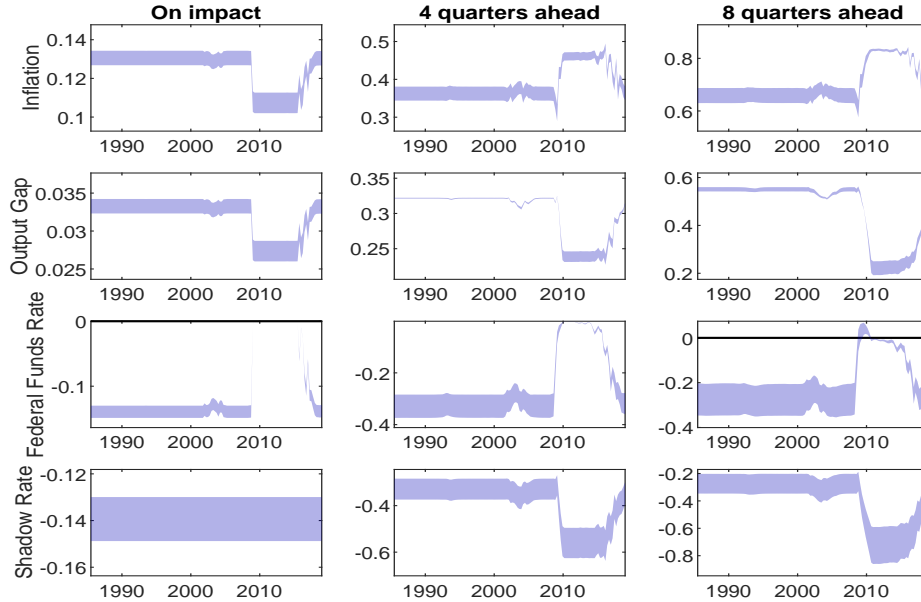 On impact 4 quarters ahead 8 quarters ahead
Inflation
0.14
0.12
0.1
1990 2000 2010
0.5
0.4
0.3
1990 2000 2010
0.8
0.6
1990 2000 2010
Output Gap
0.035
0.03
0.025
1990 2000 2010
0.35
0.3
0.25
1990 2000 2010
0.6
0.4
0.2
1990 2000 2010
Federal Funds Rate
0
-0.1
1990 2000 2010
-0.2
-0.4
1990 2000 2010
0
-0.2
-0.4
1990 2000 2010
Shadow Rate
-0.12
-0.14
-0.16
1990 2000 2010
-0.4
-0.6
1990 2000 2010
-0.2
-0.4
-0.6
-0.8
1990 2000 2010